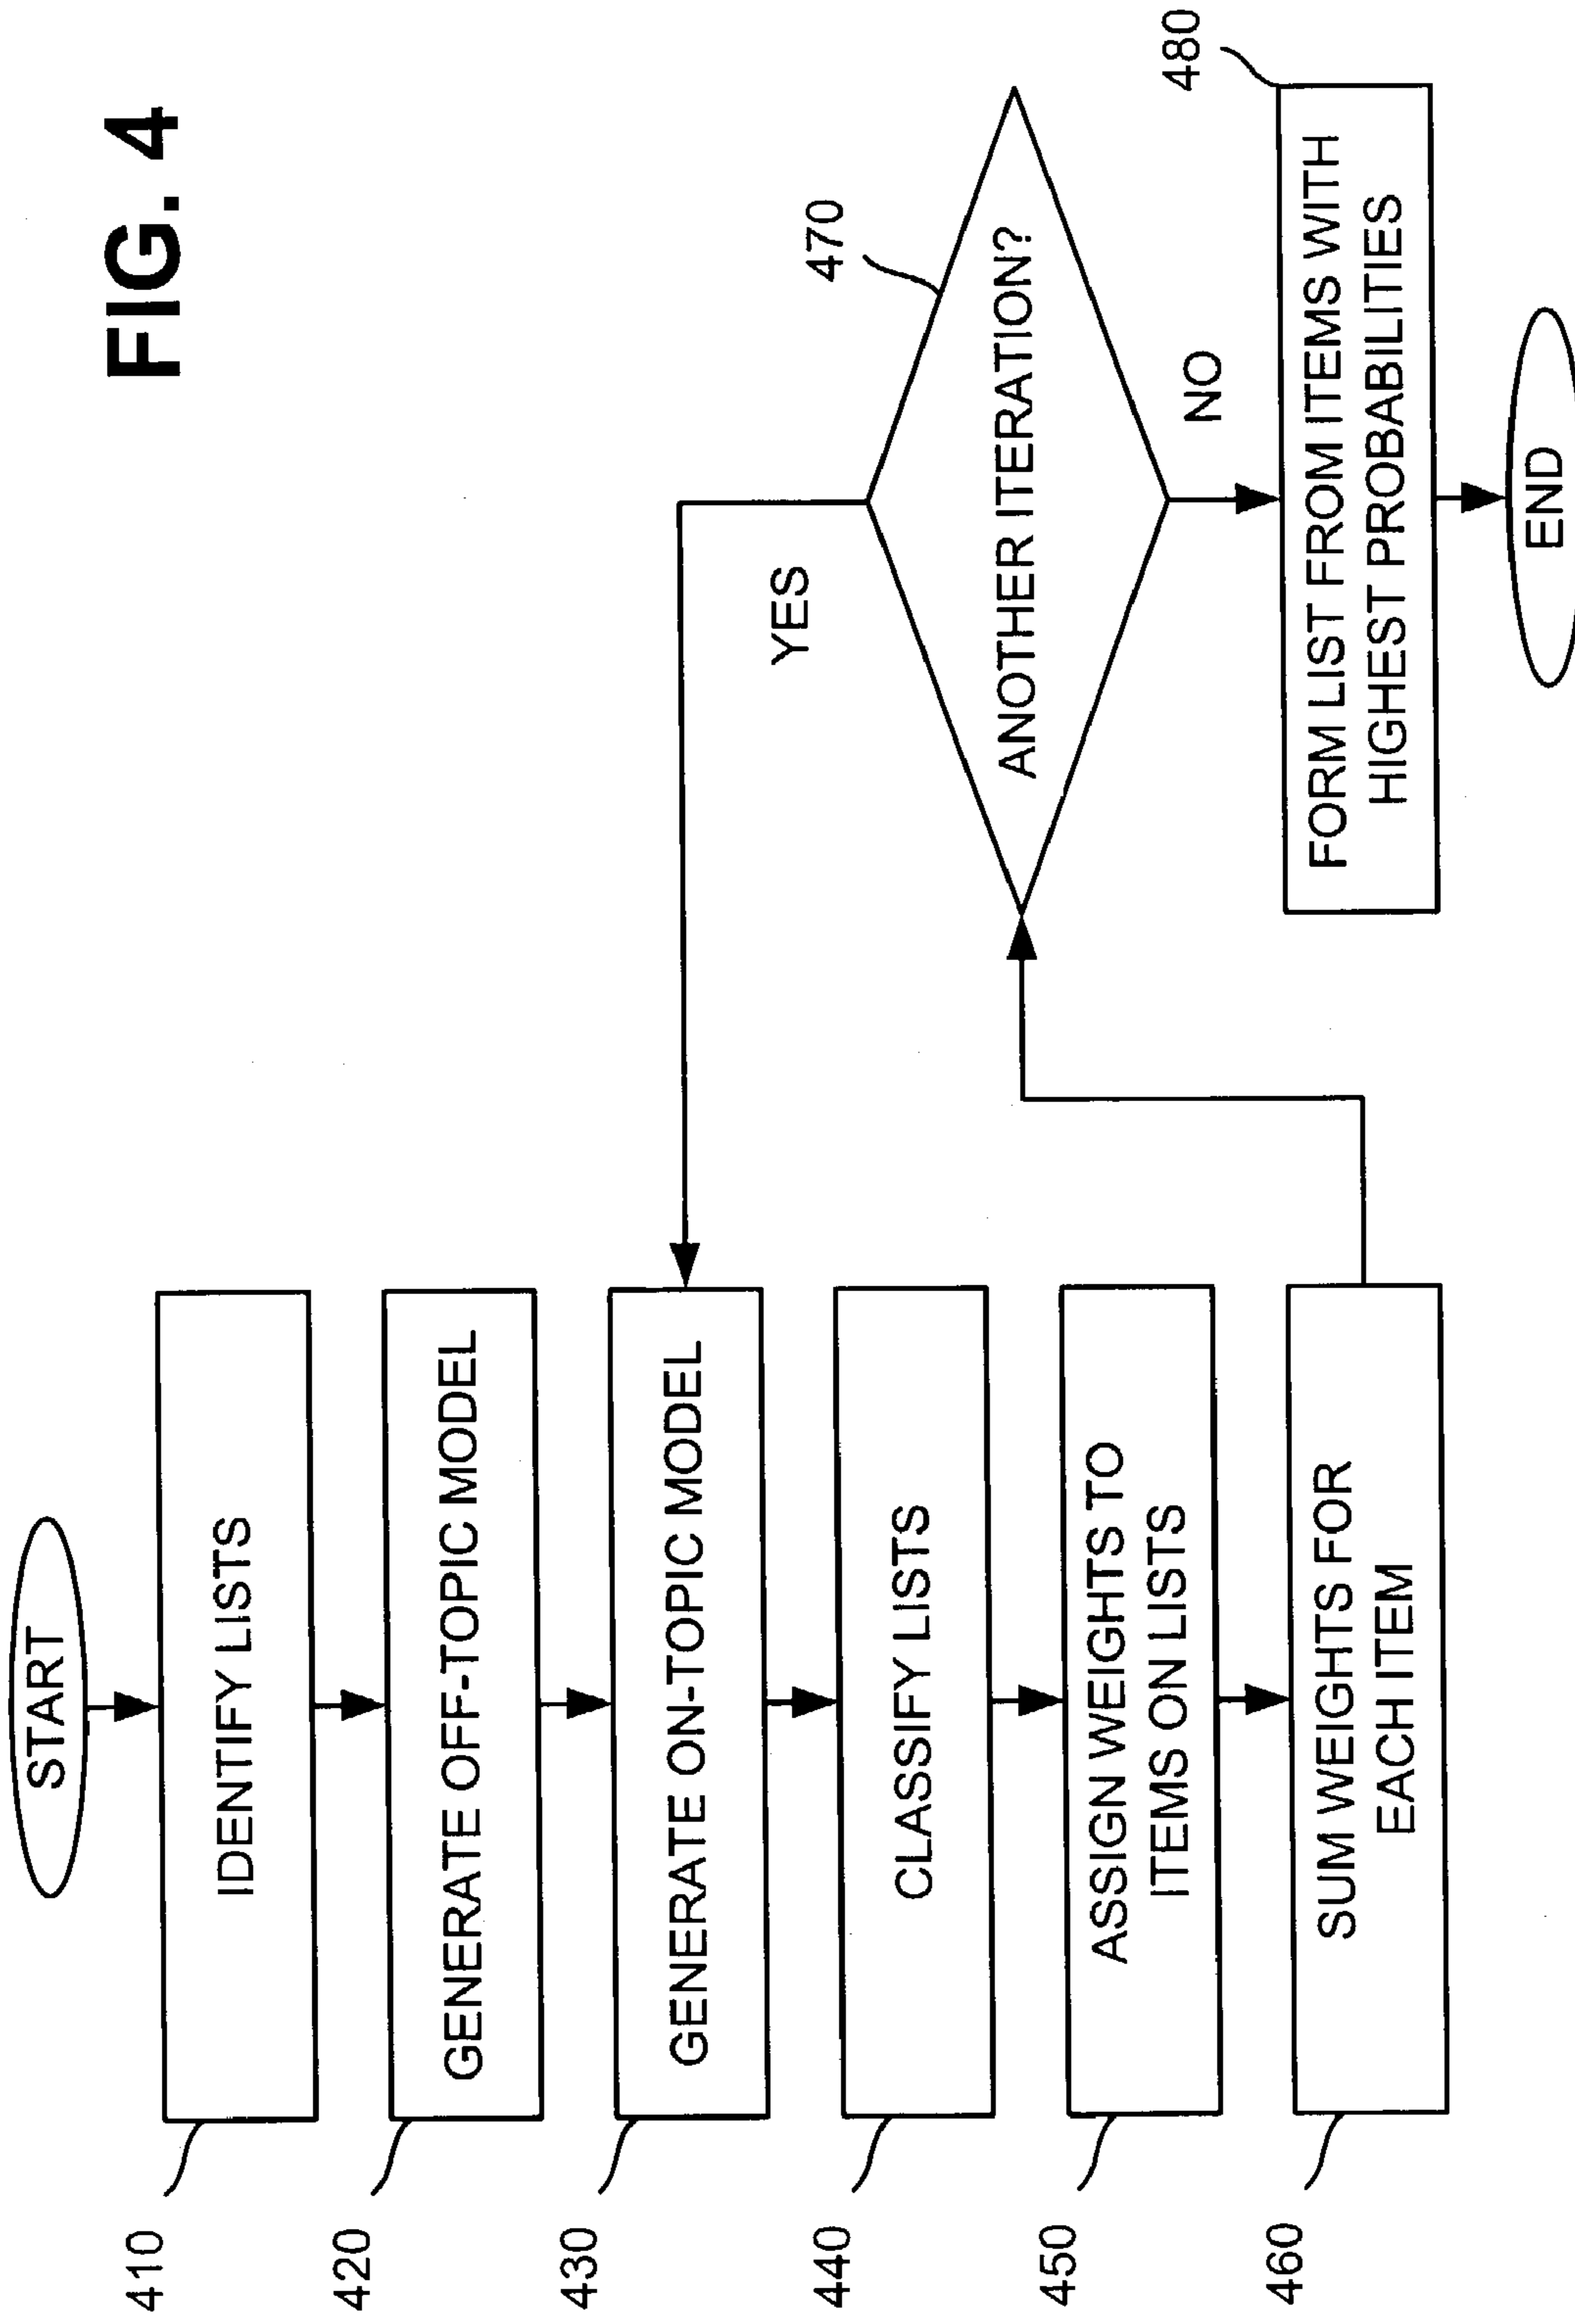 FIG. 4
START
410
IDENTIFY LISTS
420
GENERATE OFF-TOPIC MODEL
430
GENERATE ON-TOPIC MODEL
440
CLASSIFY LISTS
450
ASSIGN WEIGHTS TO
ITEMS ON LISTS
460
SUM WEIGHTS FOR
EACH ITEM
YES
470
ANOTHER ITERATION?
NO
480
FORM LIST FROM ITEMS WITH
HIGHEST PROBABILITIES
END